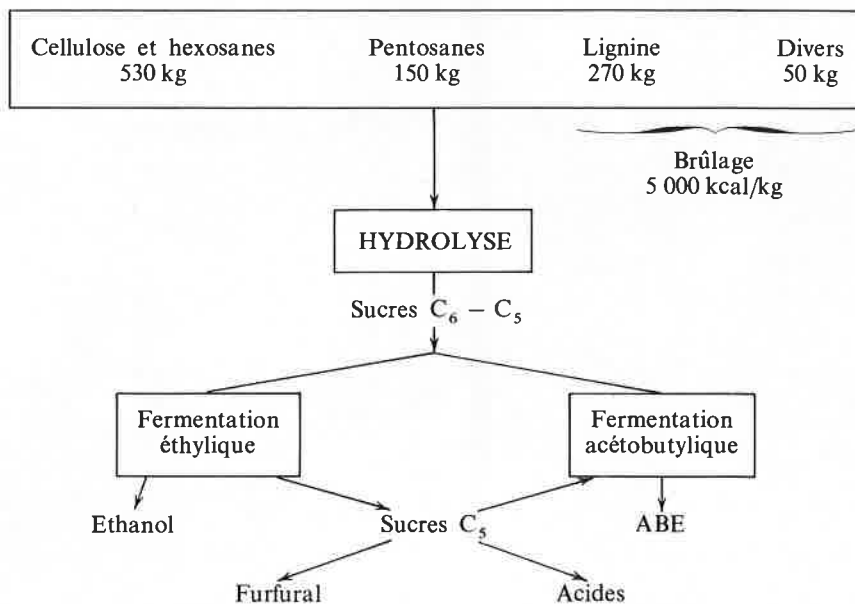 Cellulose et hexosanes Pentosanes Lignine Divers
530 kg 150 kg 270 kg 50 kg
Brûlage
5 000 kcal/kg
HYDROLYSE
Sucres C₆ – C₅
Fermentation
éthylique
Fermentation
acétobutylique
Ethanol Sucres C₅ ABE
Furfural Acides